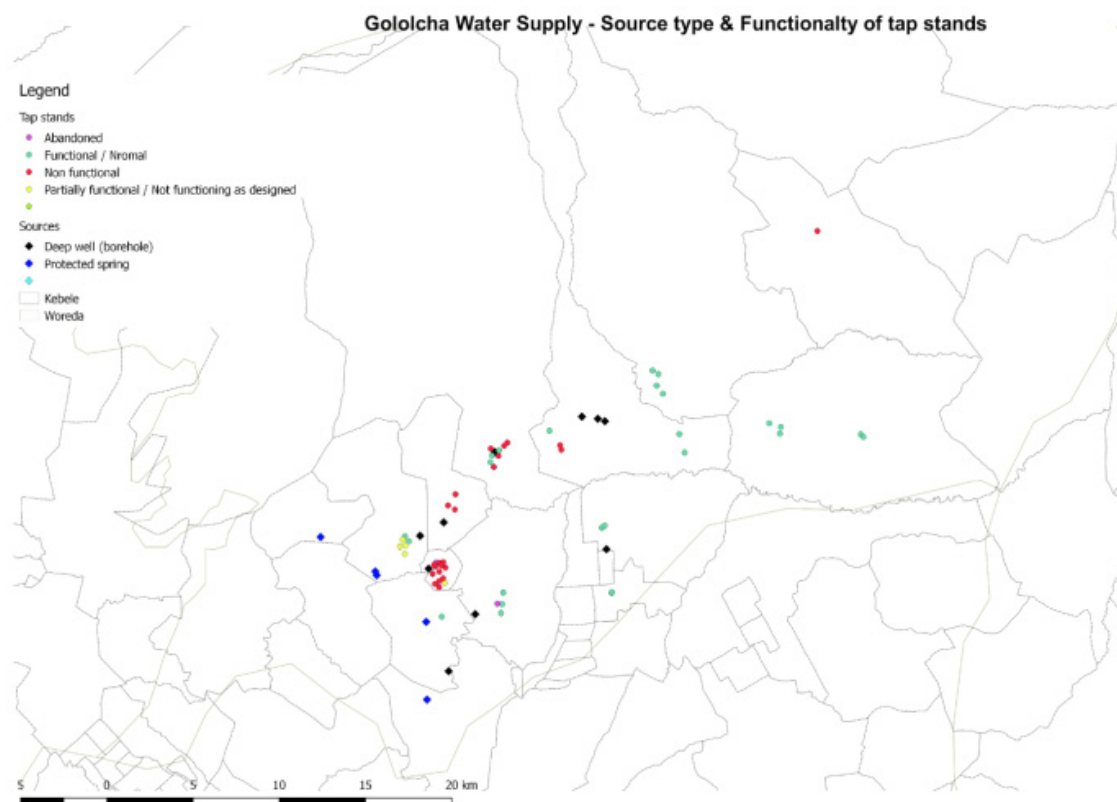 Gololcha Water Supply - Source type & Functionalty of tap stands
Legend
Tap stands
Abandoned
Functional / Nromal
Non functional
Partially functional / Not functioning as designed
Sources
Deep well (borehole)
Protected spring
Kebele
Woreda
5 0 5 10 15 20 km